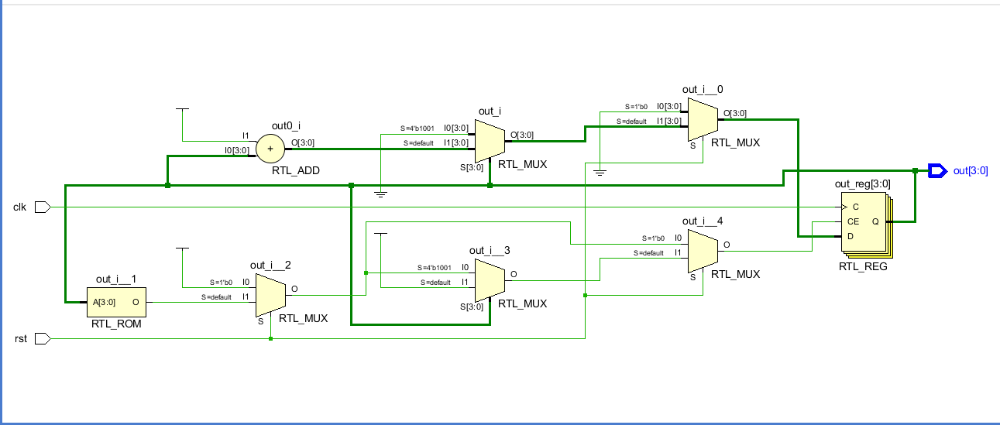 out_i__0
S=1'b0 I0[3:0]
S=default I1[3:0]
O[3:0]
S
RTL_MUX
out_i
S=4'b1001 I0[3:0]
S=default I1[3:0]
O[3:0]
S[3:0]
RTL_MUX
out0_i
I1
I0[3:0]
+
O[3:0]
RTL_ADD
out[3:0]
out_reg[3:0]
C
CE
D
Q
RTL_REG
clk
out_i__4
S=1'b0 I0
S=default I1
O
S
RTL_MUX
out_i__3
S=4'b1001 I0
S=default I1
O
S[3:0]
RTL_MUX
out_i__2
S=1'b0 I0
S=default I1
O
S
RTL_MUX
out_i__1
A[3:0] O
RTL_ROM
rst